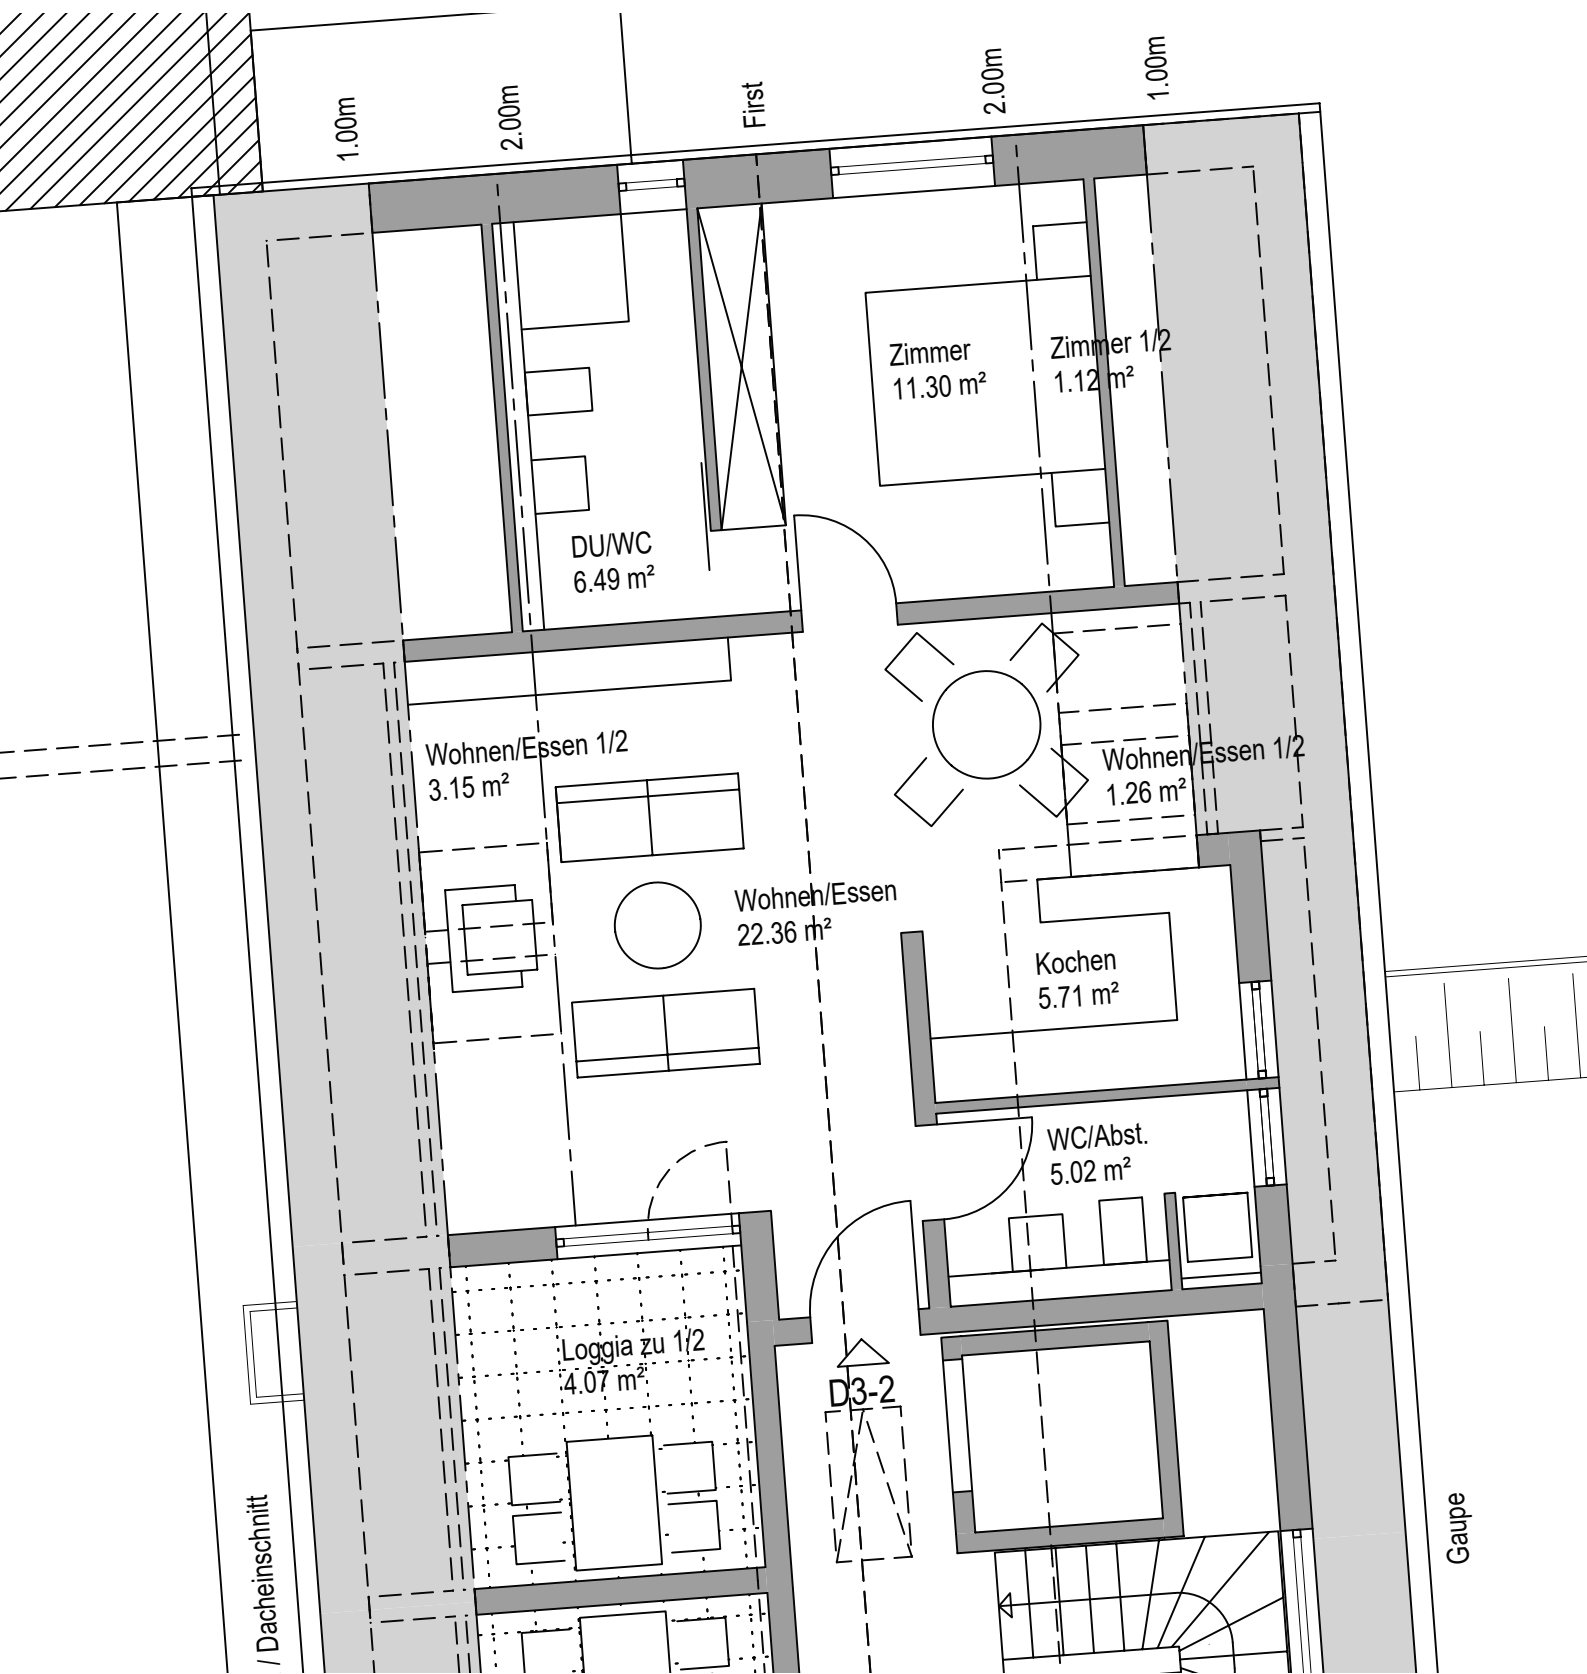 1.00m
2.00m
First
2.00m
1.00m
Zimmer
11.30 m²
Zimmer 1/2
1.12 m²
DU/WC
6.49 m²
Wohnen/Essen 1/2
3.15 m²
Wohnen/Essen 1/2
1.26 m²
Wohnen/Essen
22.36 m²
Kochen
5.71 m²
WC/Abst.
5.02 m²
Loggia zu 1/2
4.07 m²
D3-2
/ Dacheinschnitt
Gaupe